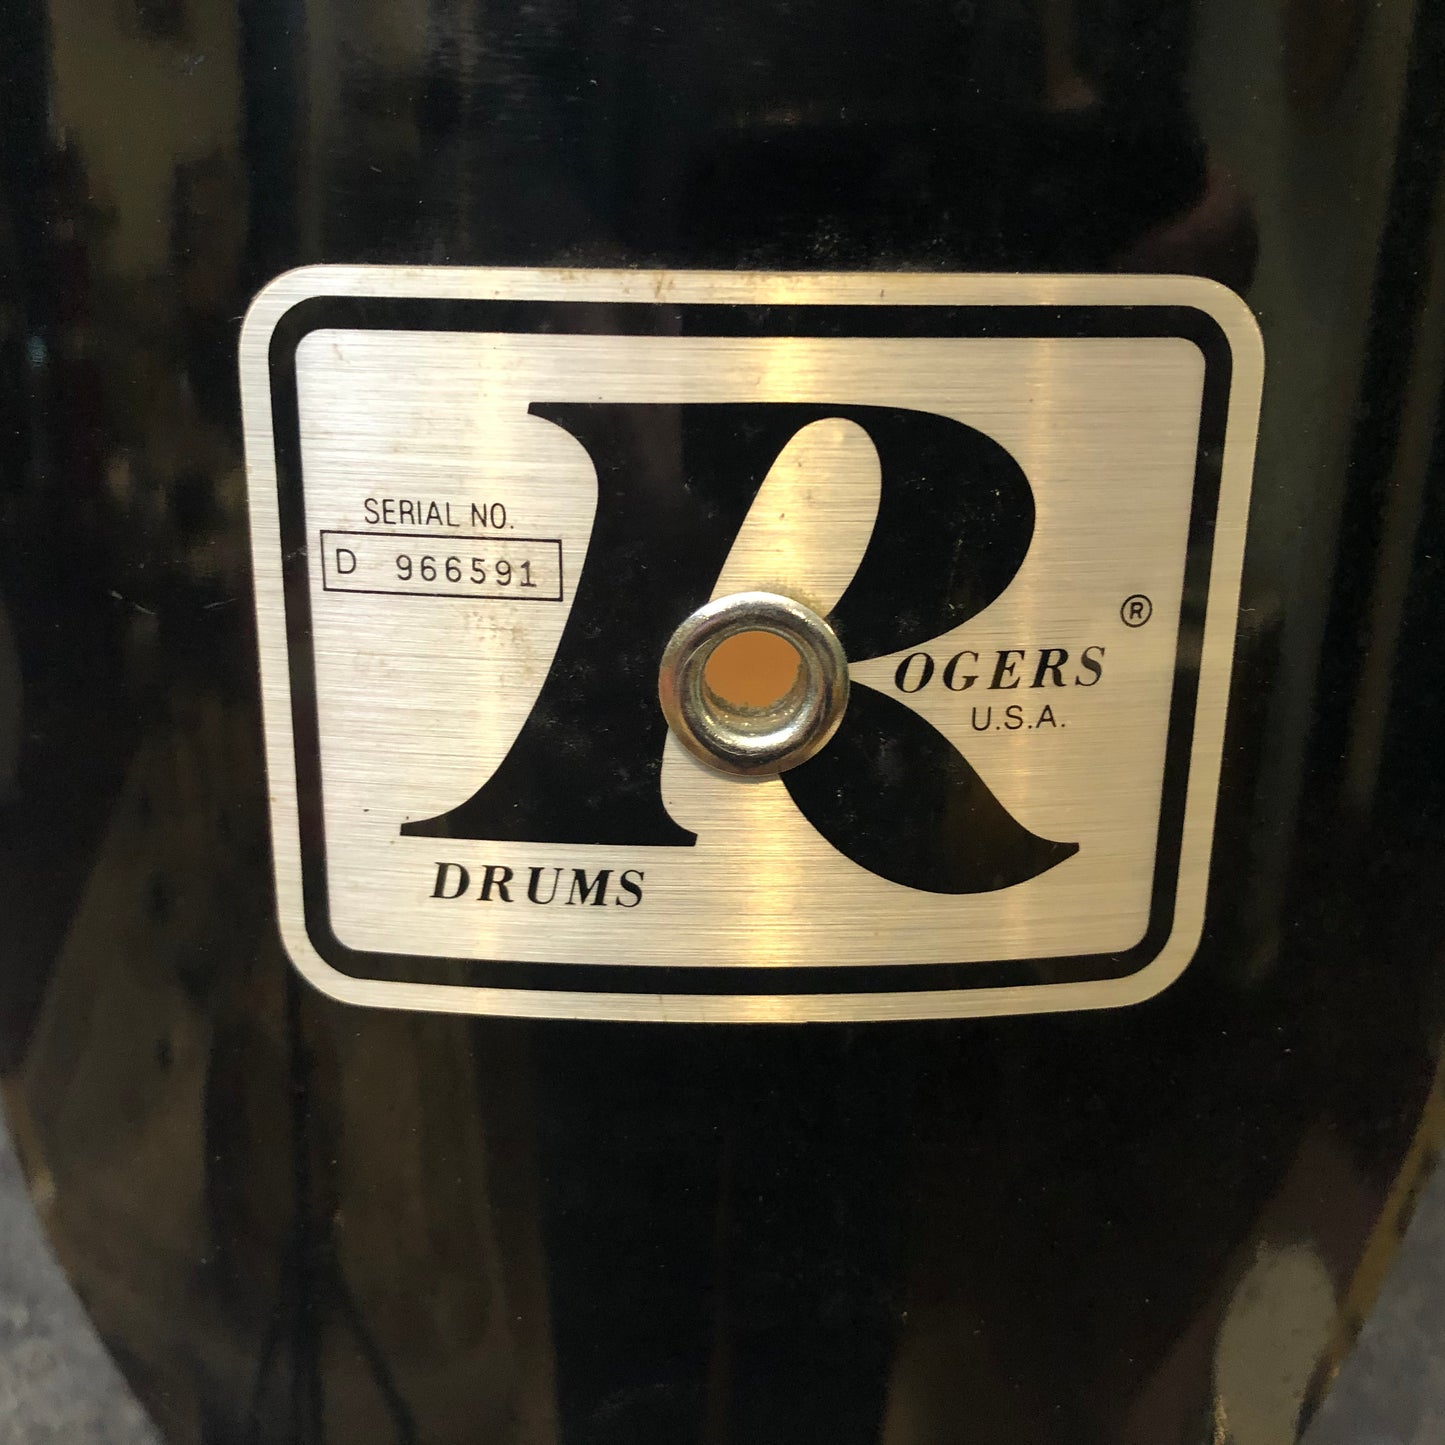 SERIAL NO.
D 966591
R
OGERS ®
U.S.A.
DRUMS